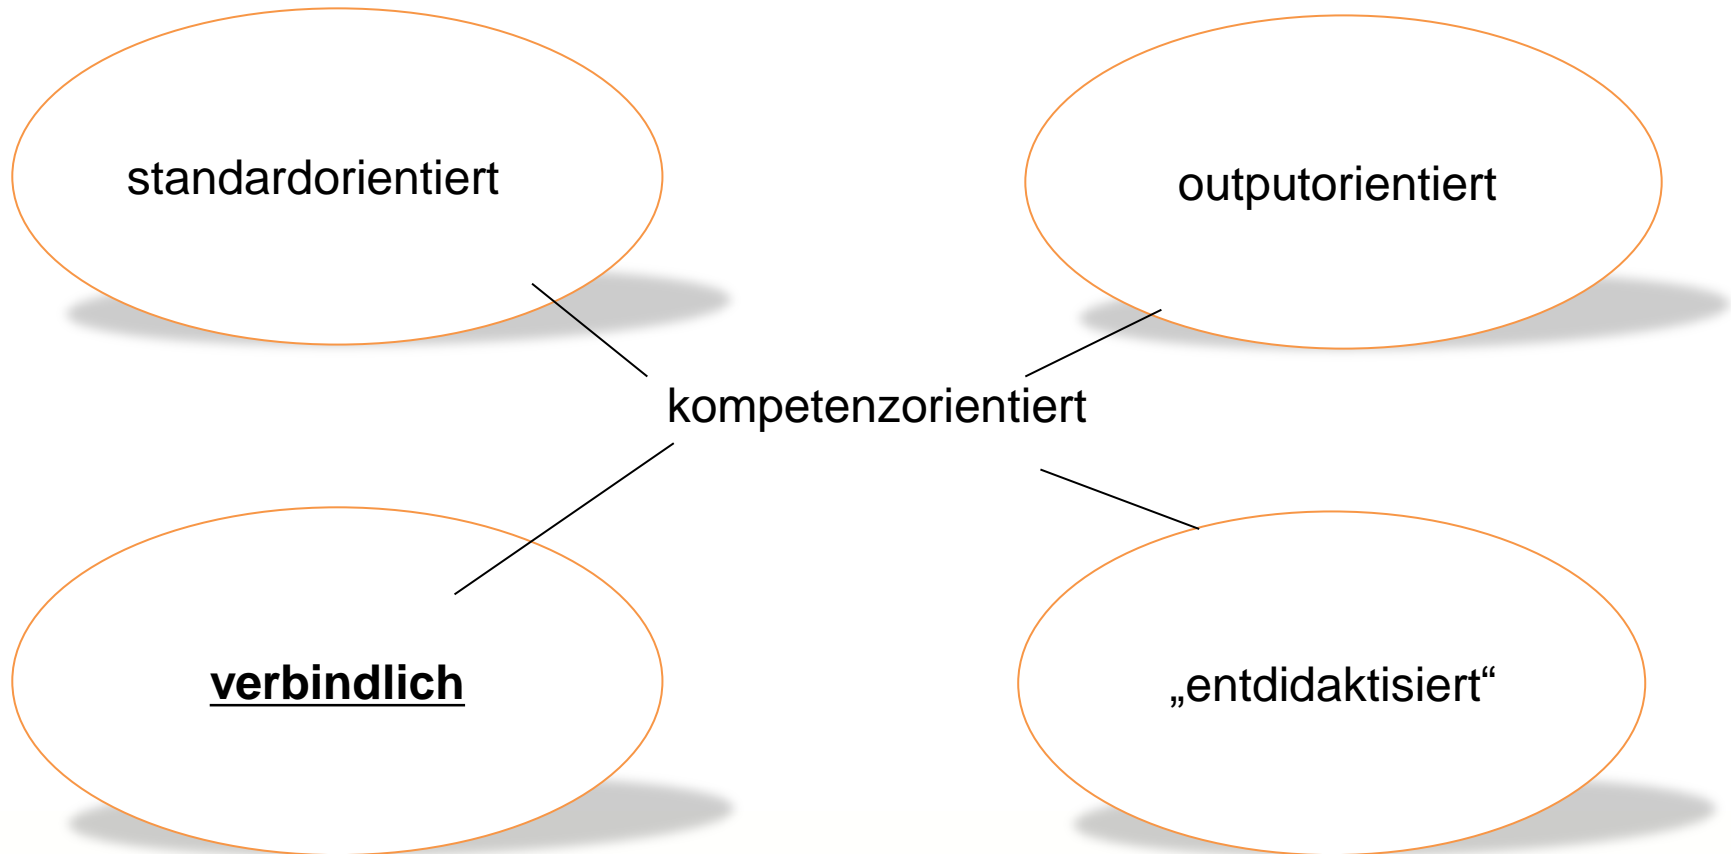 standardorientiert
outputorientiert
kompetenzorientiert
verbindlich
„entdidaktisiert“